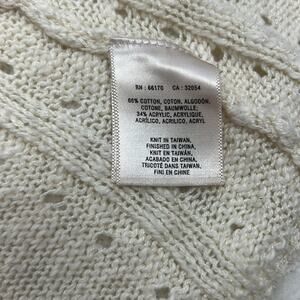 RN : 66170 CA : 32054
66% COTTON, COTON, ALGODÓN,
COTONE, BAUMWOLLE;
34% ACRYLIC, ACRYLIQUE,
ACRÍLICO, ACRILICO, ACRYL
KNIT IN TAIWAN,
FINISHED IN CHINA,
KNIT EN TAIWÁN,
ACABADO EN CHINA,
TRICOTÉ DANS TAIWAN,
FINI EN CHINE